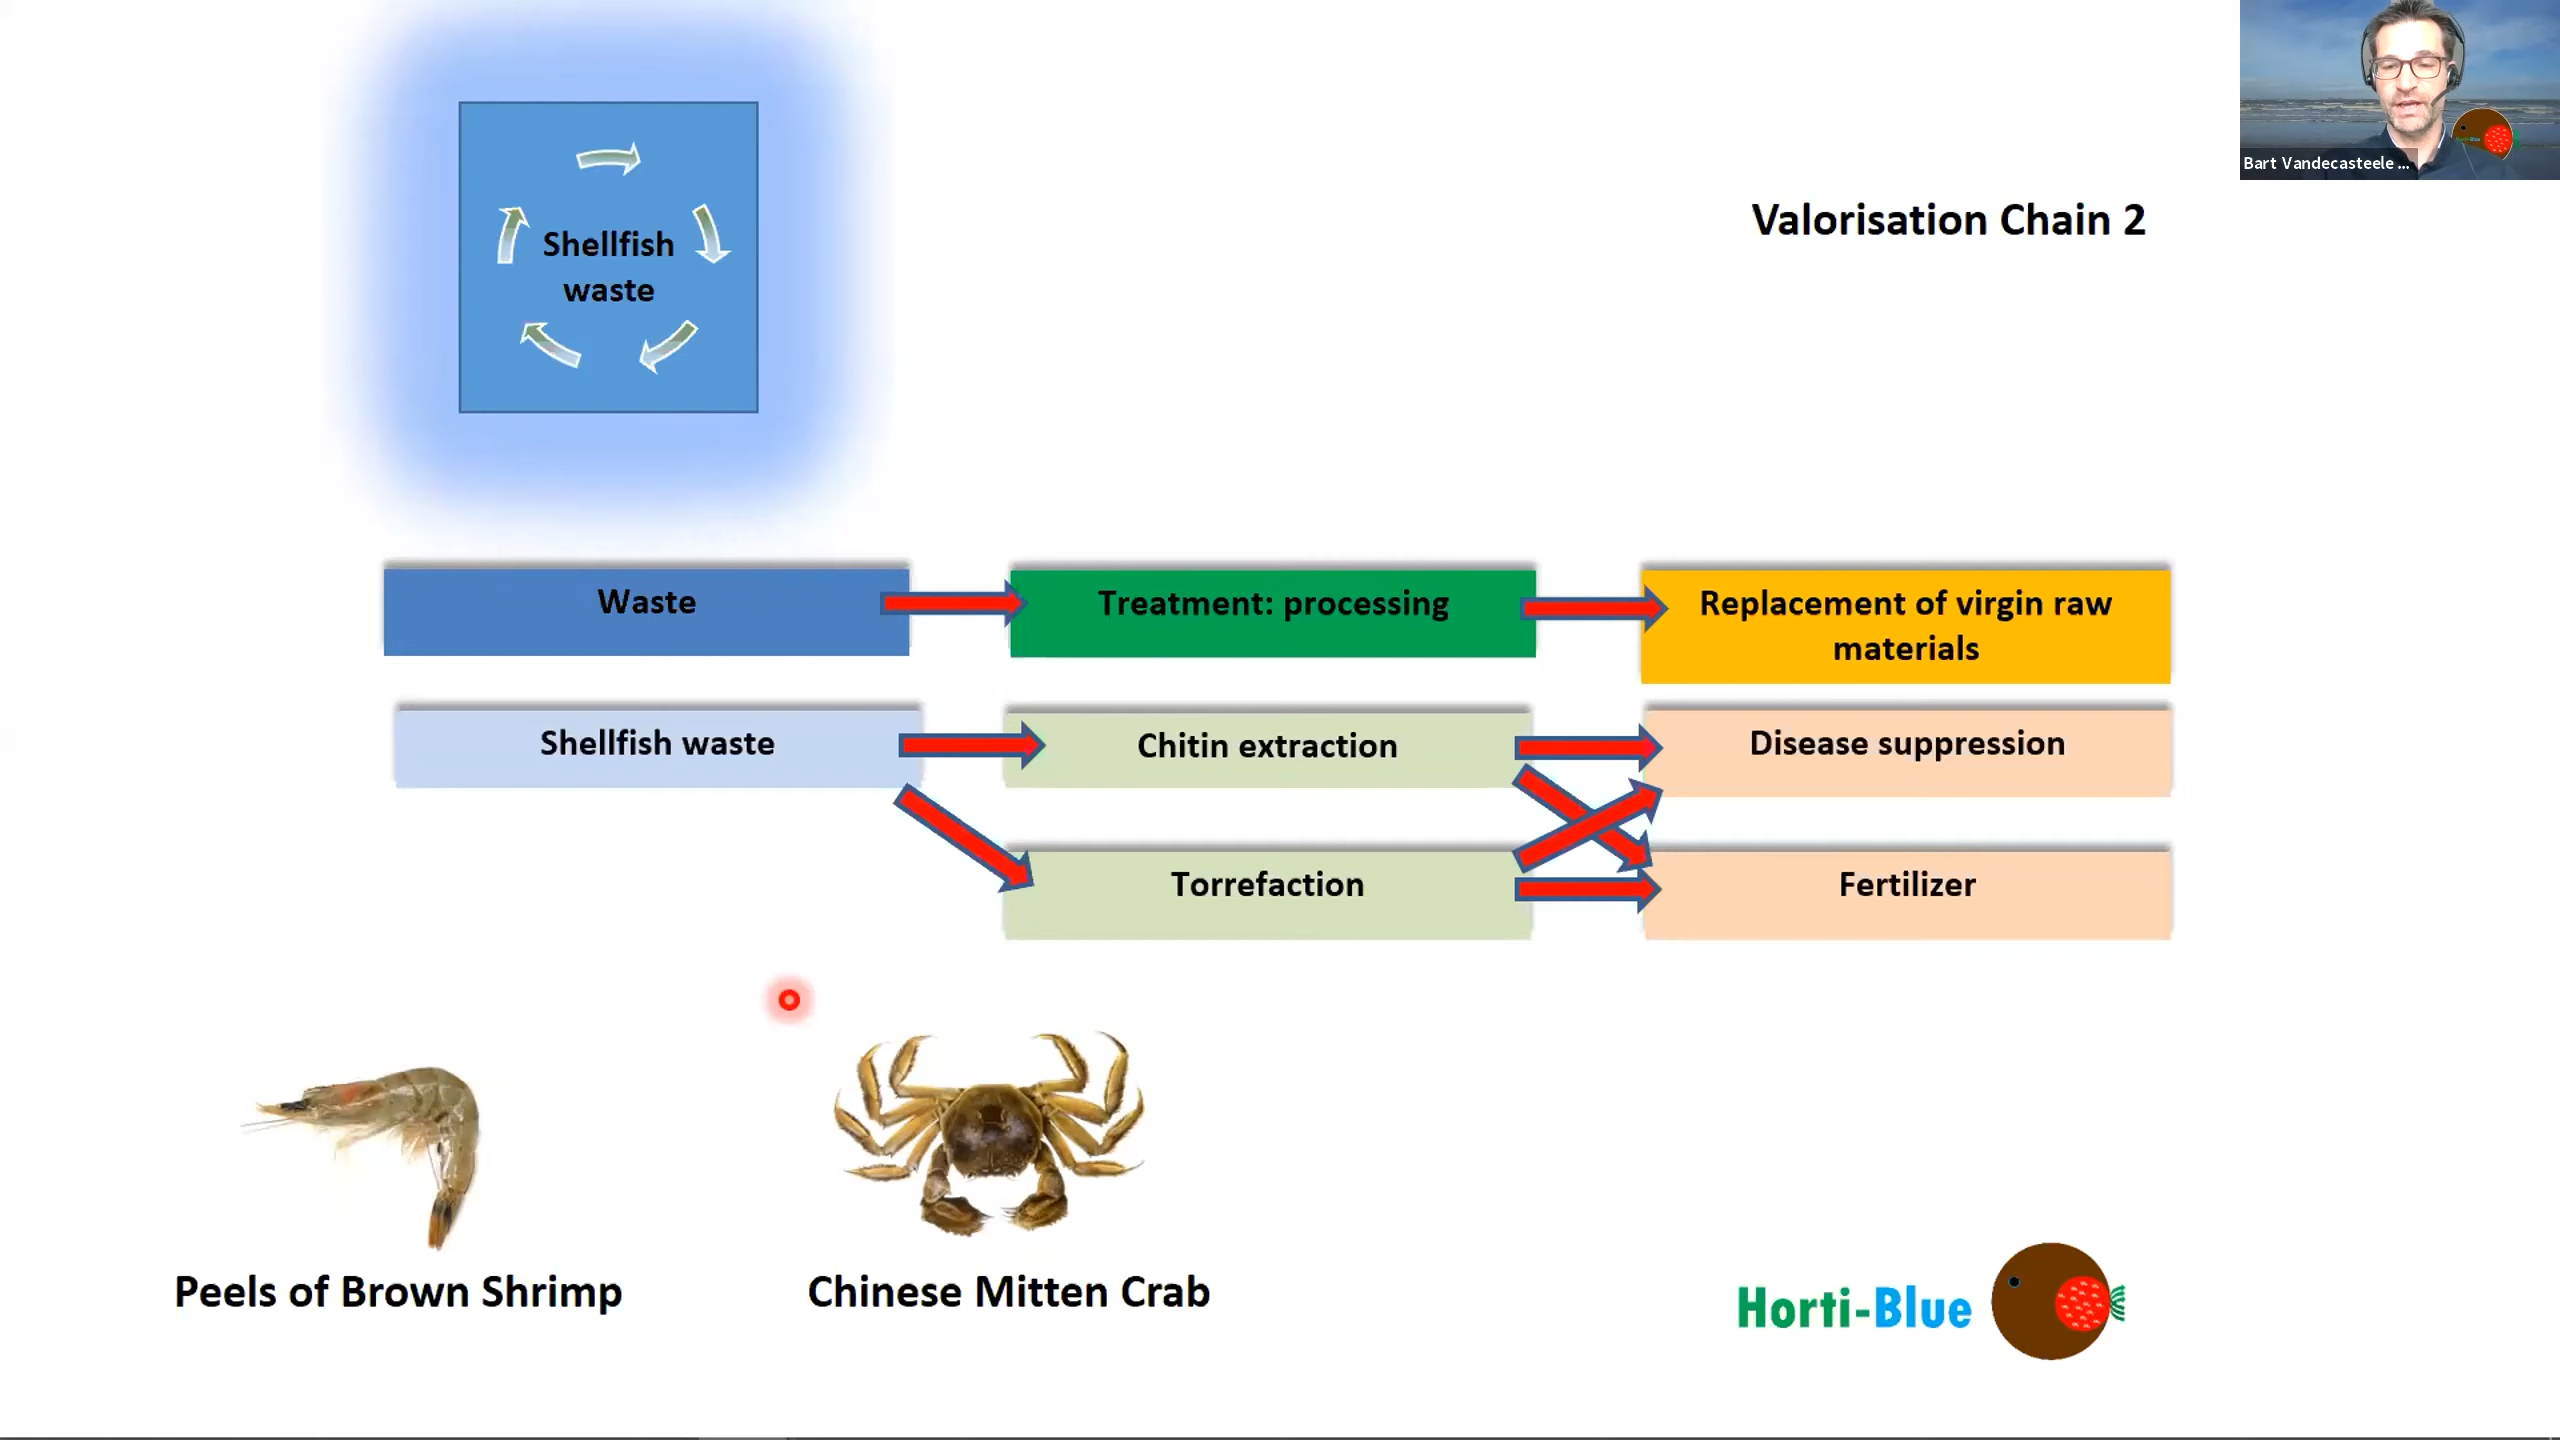 Bart Vandecasteele ...
Valorisation Chain 2
Shellfish
waste
Waste
Treatment: processing
Replacement of virgin raw
materials
Shellfish waste
Chitin extraction
Disease suppression
Torrefaction
Fertilizer
Peels of Brown Shrimp
Chinese Mitten Crab
Horti-Blue